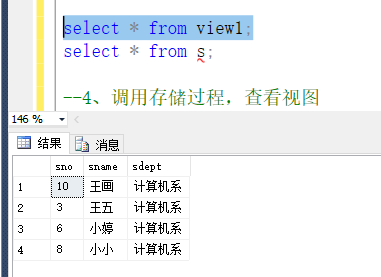 select * from view1;
select * from s;
--4、调用存储过程，查看视图
146 %
结果 消息
sno sname sdept
1 10 王画 计算机系
2 3 王五 计算机系
3 6 小婷 计算机系
4 8 小小 计算机系